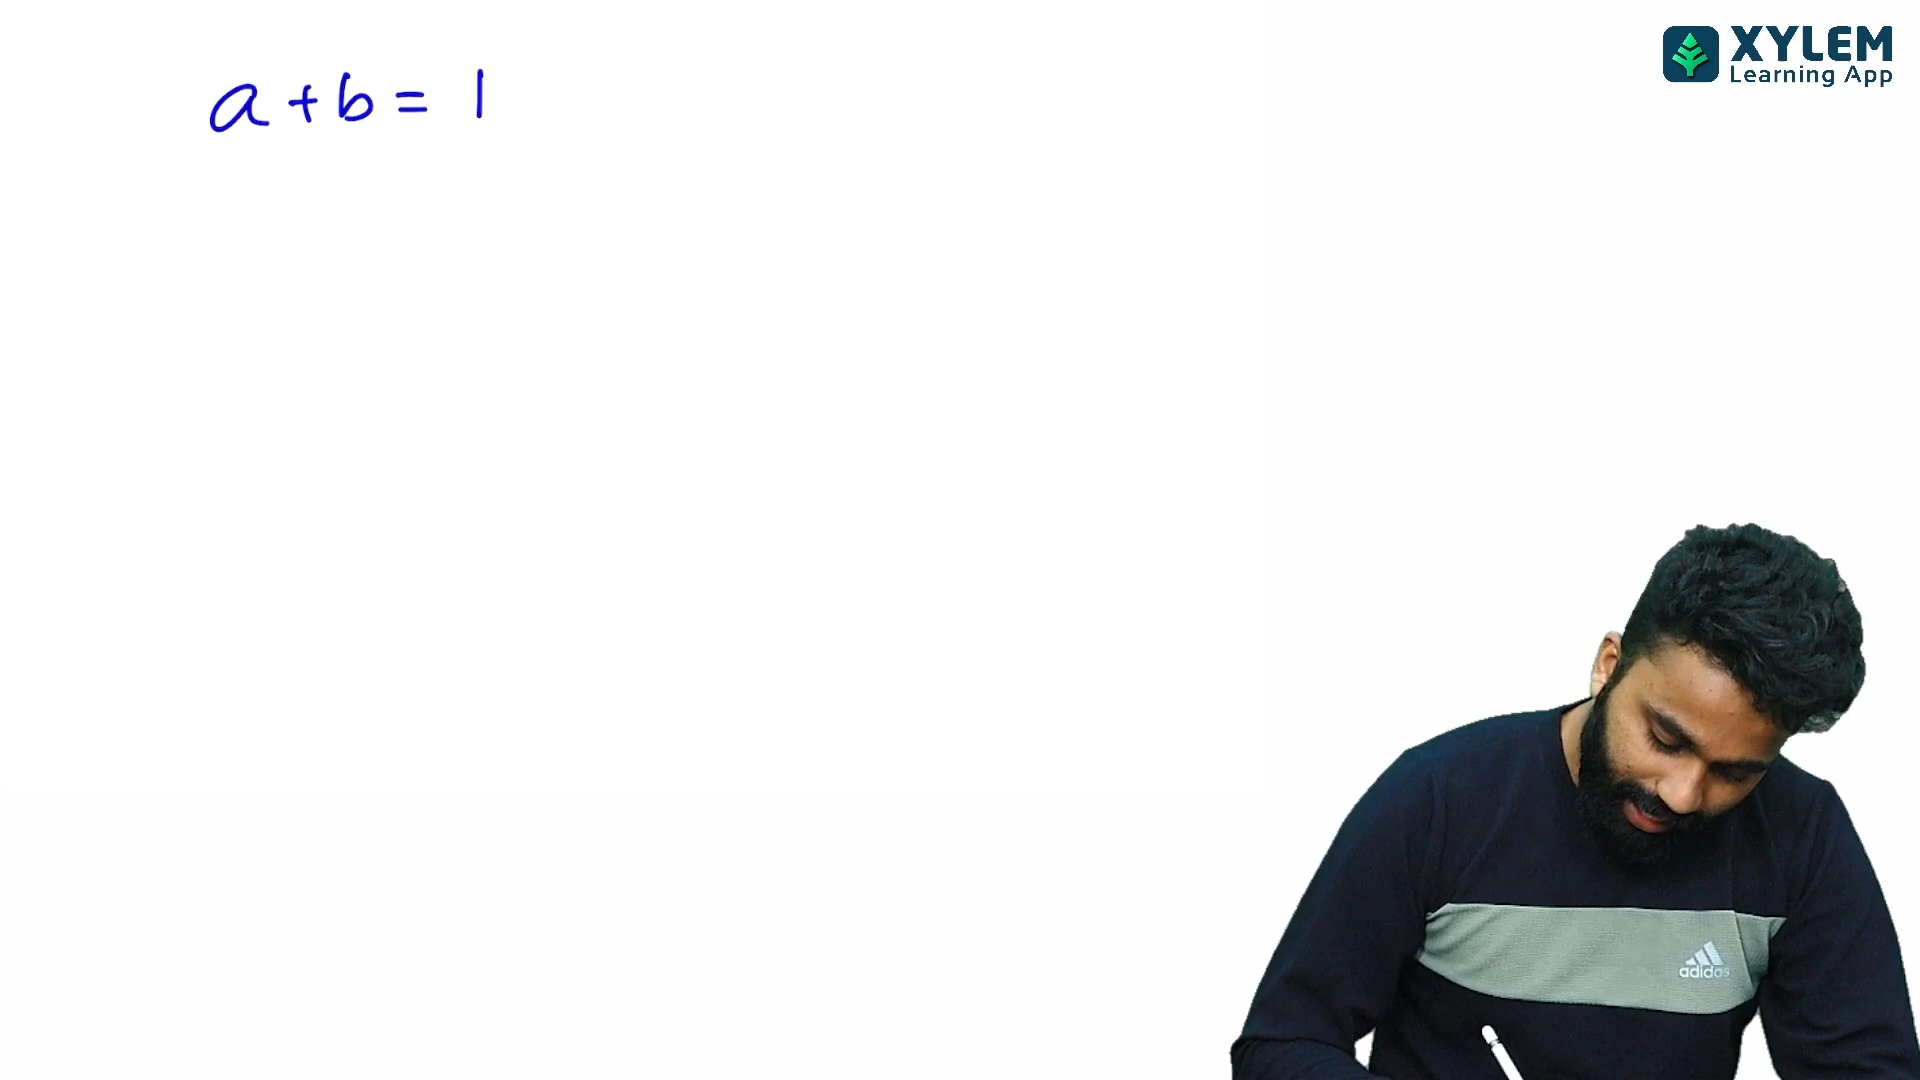 XYLEM
Learning App
a + b = 1
adidas